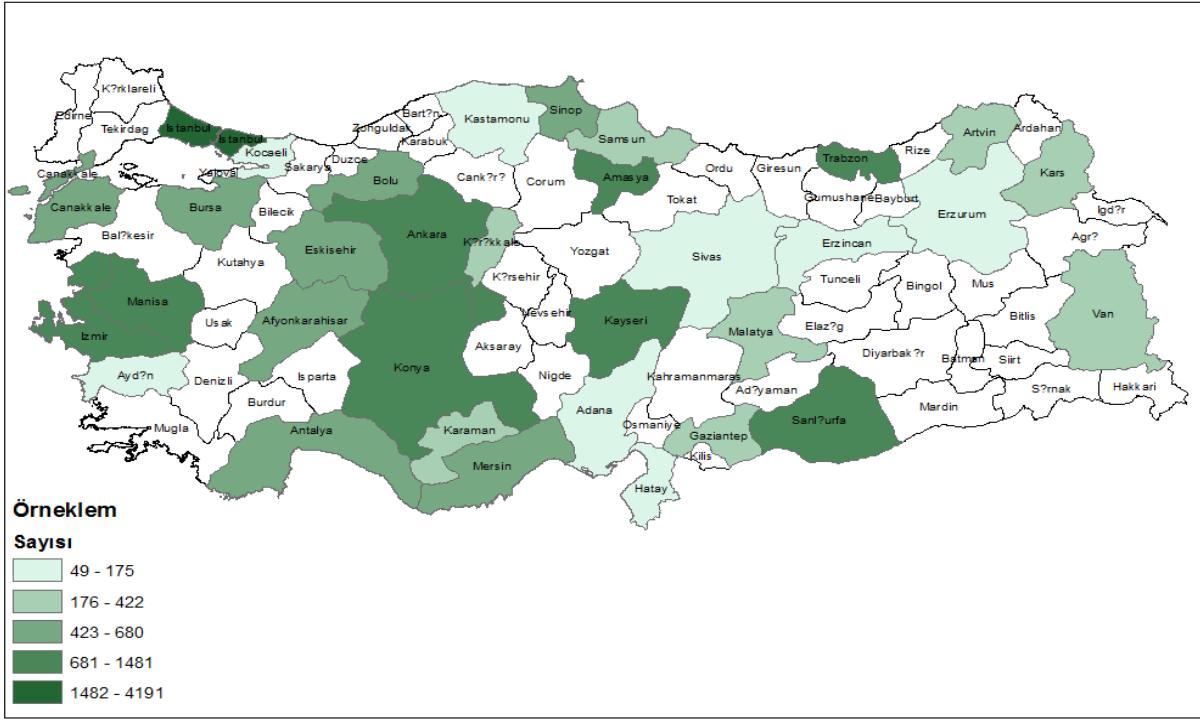 K?rklareli
Edirne
Tekirdag
Istanbul
Istanbul
Kocaeli
Yalova
Sakarya
Duzce
Zonguldak
Bart?n
Karabuk
Kastamonu
Sinop
Samsun
Cank?r?
Corum
Amasya
Ordu
Giresun
Tokat
Trabzon
Rize
Artvin
Ardahan
Kars
Gumushane
Bayburt
Erzurum
Igd?r
Agr?
Canakkale
Canakkale
Bursa
Bilecik
Bolu
Bal?kesir
Kutahya
Eskisehir
Ankara
K?r?kkale
K?rsehir
Yozgat
Sivas
Erzincan
Tunceli
Bingol
Mus
Bitlis
Van
Manisa
Izmir
Usak
Afyonkarahisar
Konya
Aksaray
Nevsehir
Kayseri
Malatya
Elaz?g
Diyarbak?r
Batman
Siirt
S?rnak
Hakkari
Ayd?n
Denizli
Isparta
Burdur
Mugla
Antalya
Karaman
Mersin
Nigde
Adana
Kahramanmaras
Osmaniye
Ad?yaman
Gaziantep
Kilis
Sanl?urfa
Mardin
Hatay
Örneklem
Sayısı
49 - 175
176 - 422
423 - 680
681 - 1481
1482 - 4191